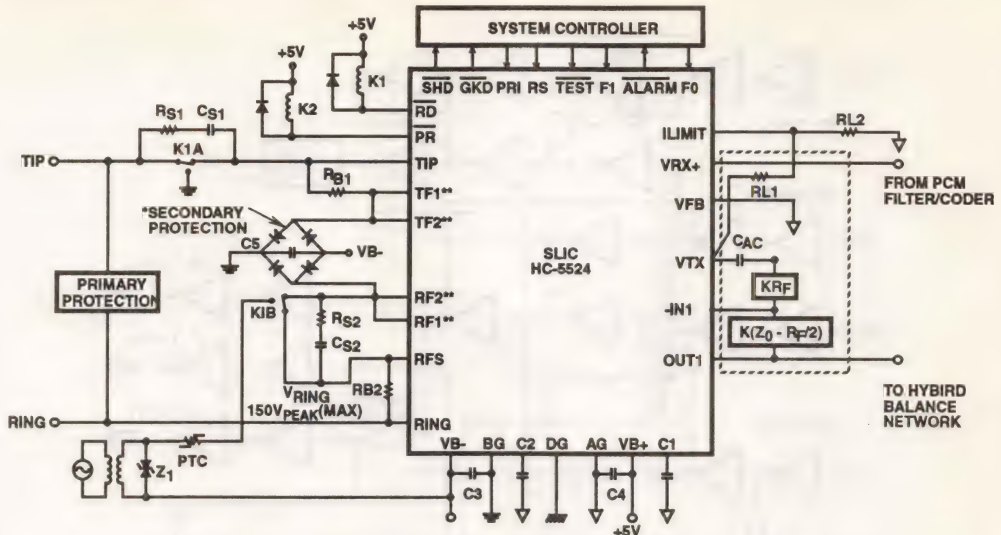 SYSTEM CONTROLLER
+5V
+5V
K1
K2
SHD GKD PRI RS TEST F1 ALARM F0
RD
PR
RS1 CS1
K1A
TIP
TIP
RB1
TF1**
TF2**
*SECONDARY
PROTECTION
C5
VB-
PRIMARY
PROTECTION
KIB
RF2**
RF1**
RS2
CS2
RFS
RB2
VRING
150VPEAK(MAX)
RING
RING
PTC
Z1
SLIC
HC-5524
ILIMIT
RL2
VRX+
RL1
FROM PCM
FILTER/CODER
VFB
VTX
CAC
KRF
-IN1
K(Z0 - RF/2)
OUT1
TO HYBIRD
BALANCE
NETWORK
VB- BG C2 DG AG VB+ C1
C3
C4
+5V